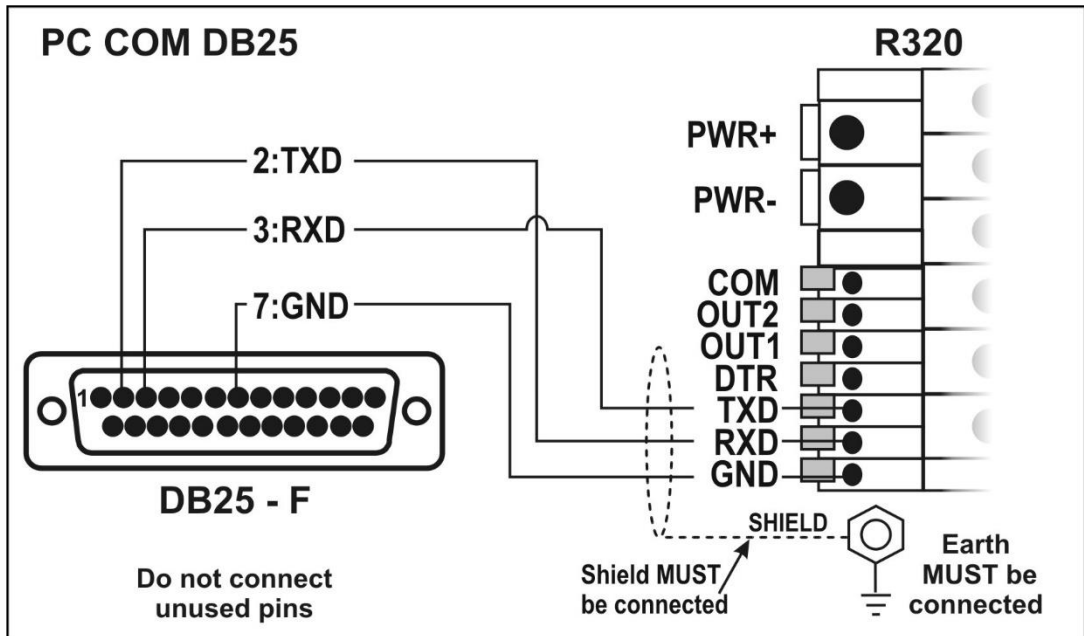 PC COM DB25
R320
PWR+
PWR-
2:TXD
3:RXD
7:GND
COM
OUT2
OUT1
DTR
TXD
RXD
GND
1
DB25 - F
Do not connect
unused pins
SHIELD
Shield MUST
be connected
Earth
MUST be
connected